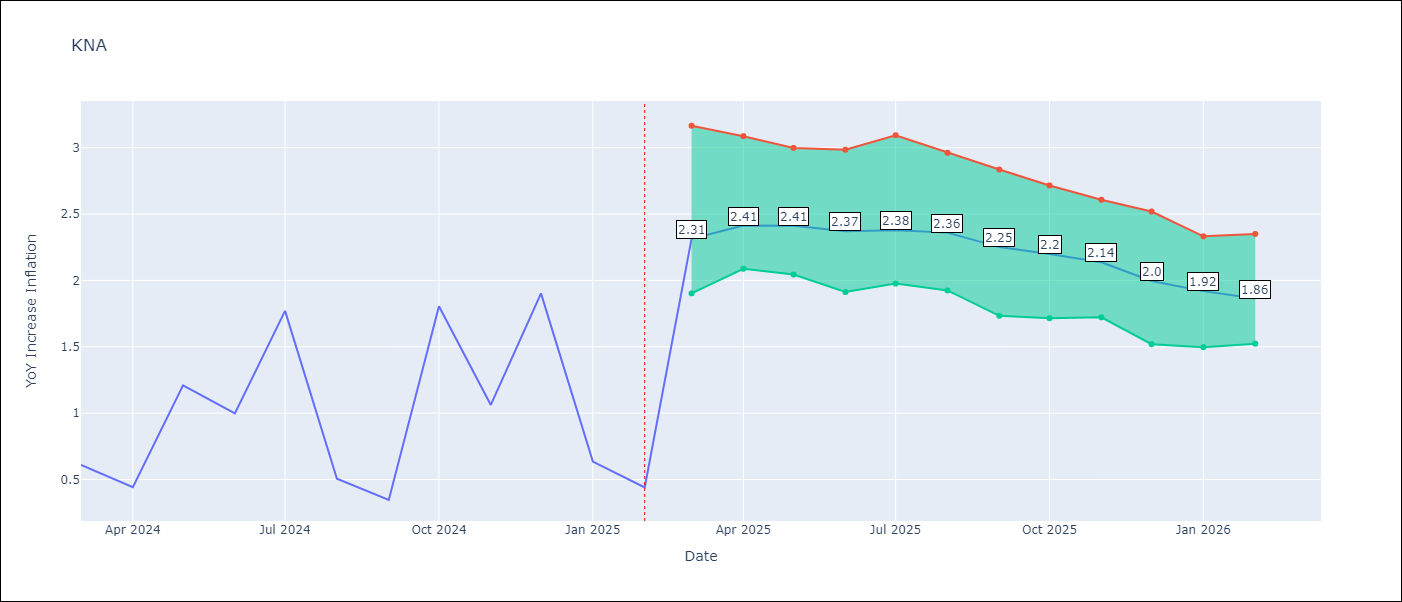 KNA
YoY Increase Inflation
3
2.5
2
1.5
1
0.5
2.31
2.41
2.41
2.37
2.38
2.36
2.25
2.2
2.14
2.0
1.92
1.86
Apr 2024
Jul 2024
Oct 2024
Jan 2025
Apr 2025
Jul 2025
Oct 2025
Jan 2026
Date